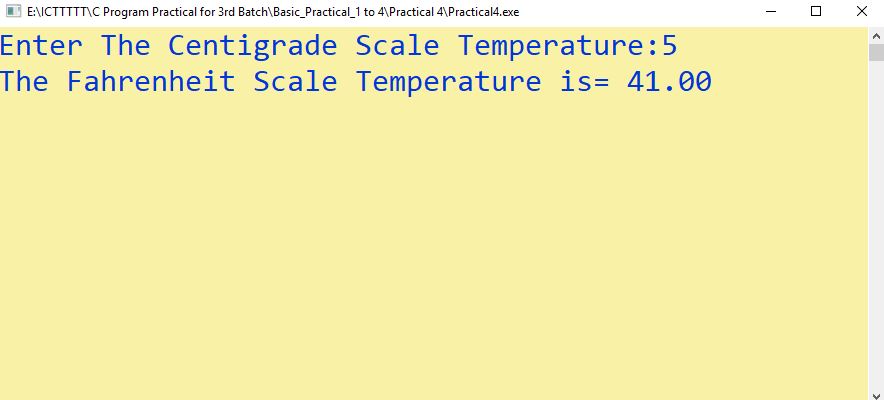 E:\ICTTTTT\C Program Practical for 3rd Batch\Basic_Practical_1 to 4\Practical 4\Practical4.exe
Enter The Centigrade Scale Temperature:5
The Fahrenheit Scale Temperature is= 41.00